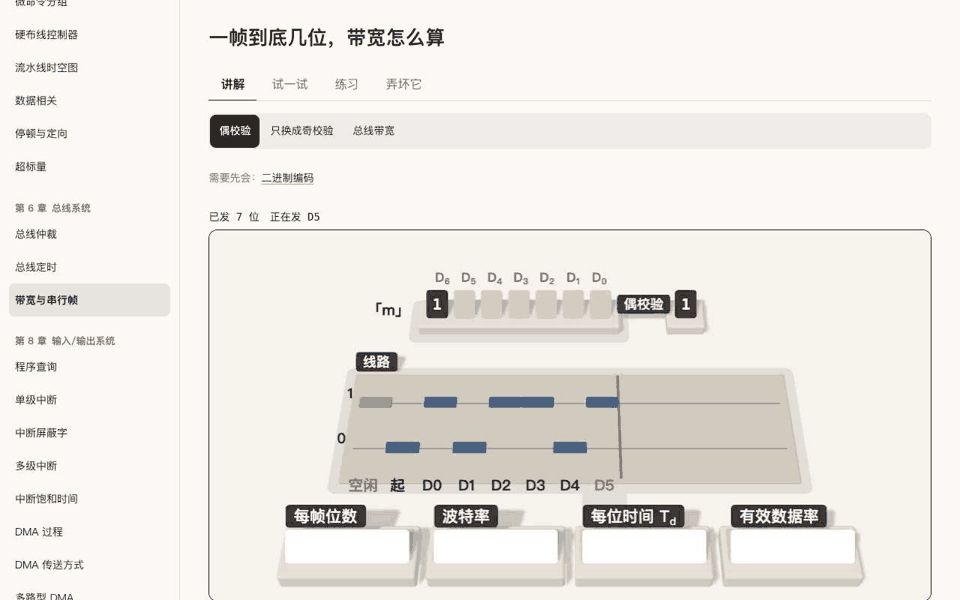 微命令分组
硬布线控制器
流水线时空图
数据相关
停顿与定向
超标量
第 6 章 总线系统
总线仲裁
总线定时
带宽与串行帧
第 8 章 输入/输出系统
程序查询
单级中断
中断屏蔽字
多级中断
中断饱和时间
DMA 过程
DMA 传送方式
多路型 DMA
一帧到底几位，带宽怎么算
讲解 试一试 练习 弄坏它
偶校验 只换成奇校验 总线带宽
需要先会： 二进制编码
已发 7 位 正在发 D5
D6 D5 D4 D3 D2 D1 D0
「m」 1 偶校验 1
线路
1
0
空闲 起 D0 D1 D2 D3 D4 D5
每帧位数 波特率 每位时间 Td 有效数据率